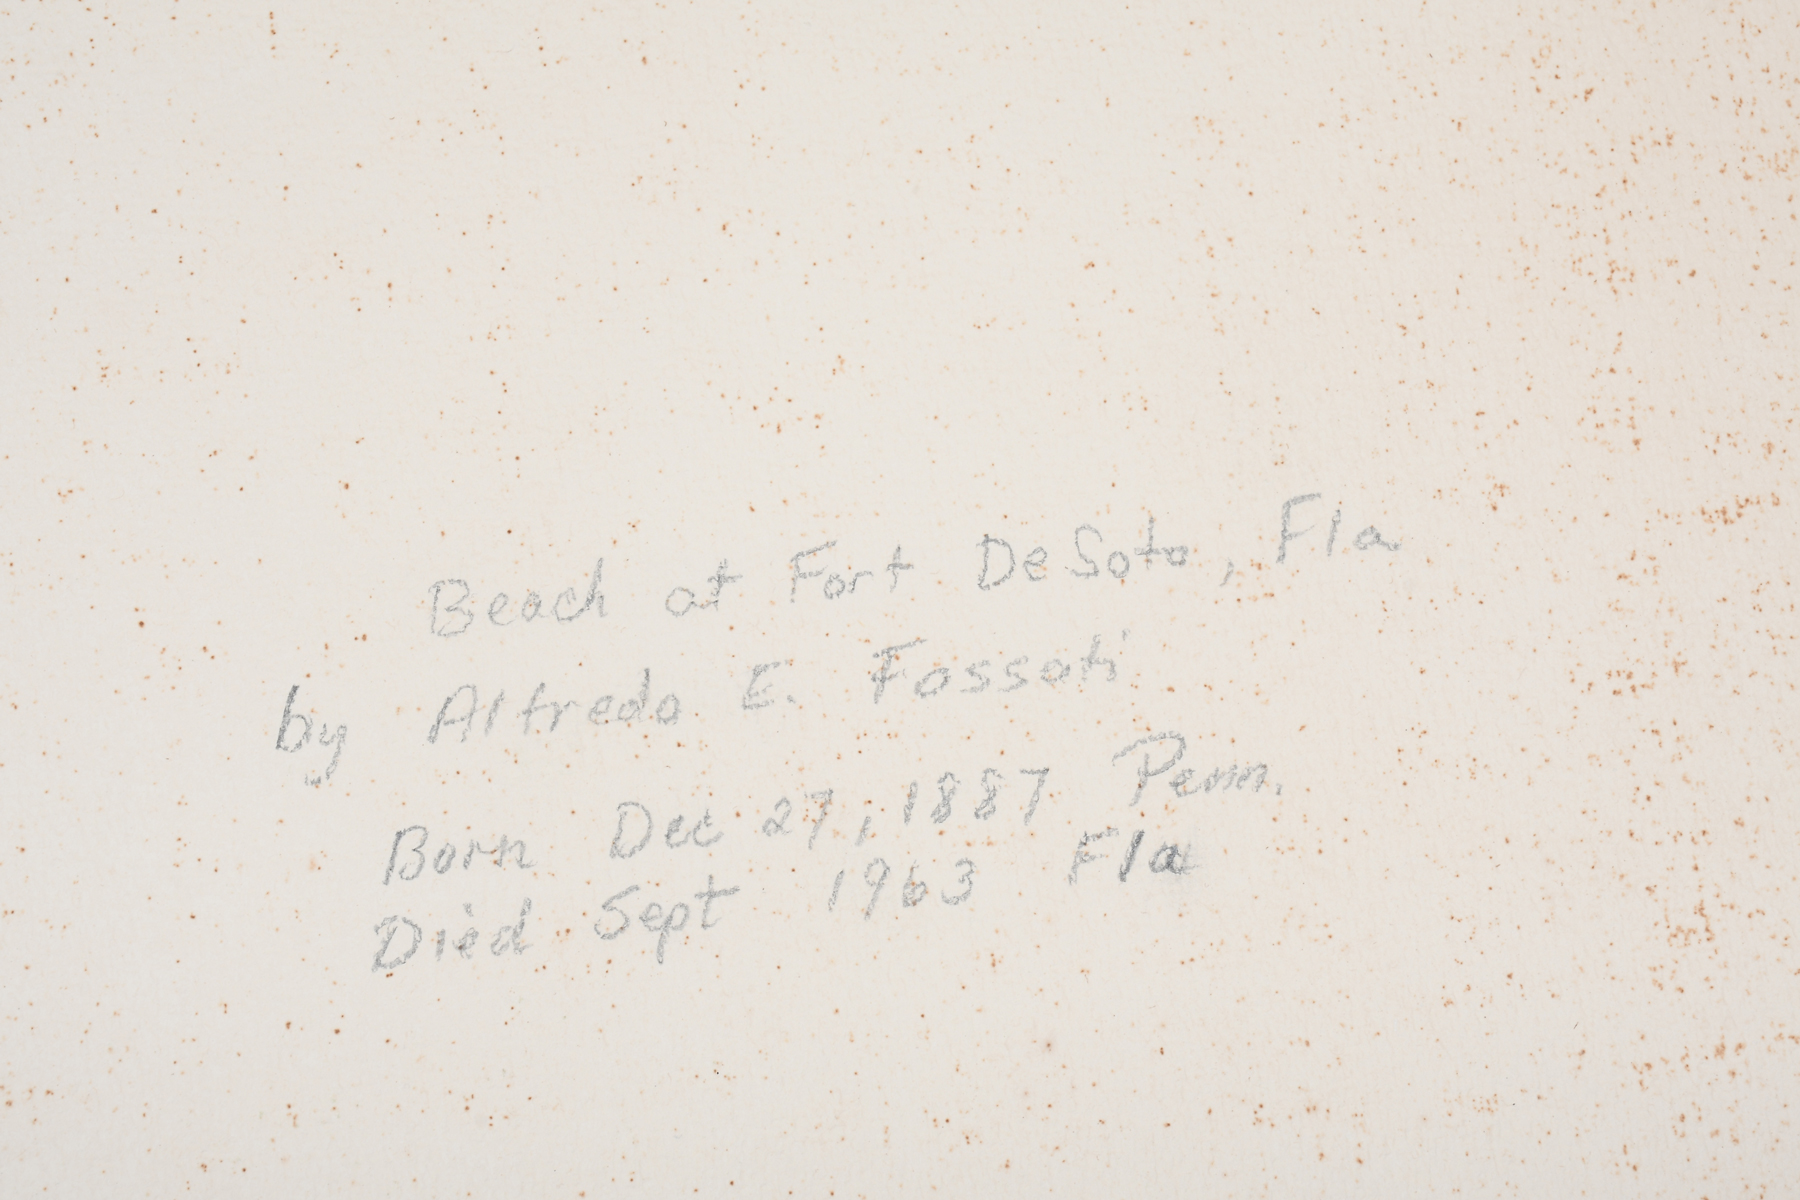 Beach at Fort DeSoto, Fla
by Alfredo E. Fossati
Born Dec 27, 1887 Penn.
Died Sept 1963 Fla